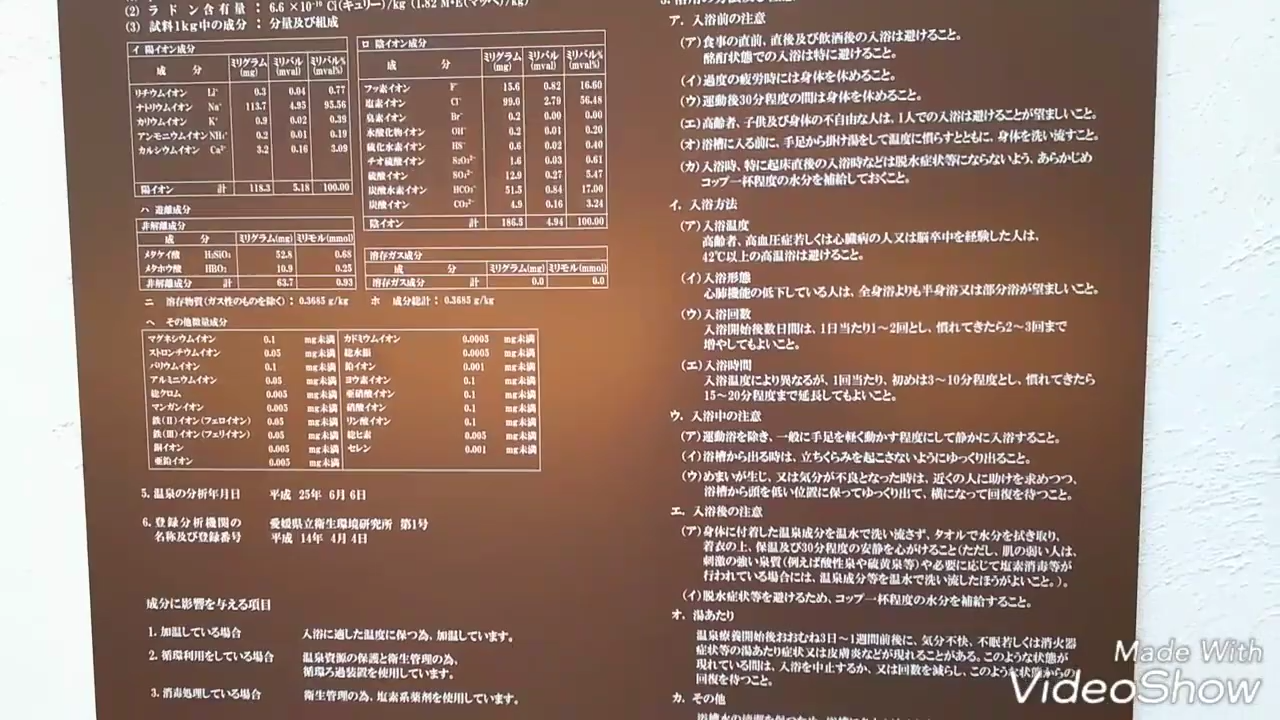 (2) ラドン含有量 : 6.6 ×10⁻¹⁰ Ci(キュリー)/kg (1.82 M·E(マッヘ)/kg)
(3) 試料1kg中の成分 : 分量及び組成
イ 陽イオン成分
成 分 ミリグラム(mg) ミリバル(mval) ミリバル%(mval%)
リチウムイオン Li⁺ 0.3 0.04 0.77
ナトリウムイオン Na⁺ 113.7 4.95 95.56
カリウムイオン K⁺ 0.9 0.02 0.39
アンモニウムイオン NH₄⁺ 0.2 0.01 0.19
カルシウムイオン Ca²⁺ 3.2 0.16 3.09
陽イオン 計 118.3 5.18 100.00
ロ 陰イオン成分
成 分 ミリグラム(mg) ミリバル(mval) ミリバル%(mval%)
フッ素イオン F⁻ 15.6 0.82 16.60
塩素イオン Cl⁻ 99.0 2.79 56.48
臭素イオン Br⁻ 0.2 0.00 0.00
水酸化物イオン OH⁻ 0.2 0.01 0.20
硫化水素イオン HS⁻ 0.6 0.02 0.40
チオ硫酸イオン S₂O₃²⁻ 1.6 0.03 0.61
硫酸イオン SO₄²⁻ 12.9 0.27 5.47
炭酸水素イオン HCO₃⁻ 51.5 0.84 17.00
炭酸イオン CO₃²⁻ 4.9 0.16 3.24
陰イオン 計 186.5 4.94 100.00
ハ 遊離成分
非解離成分
成 分 ミリグラム(mg) ミリモル(mmol)
メタケイ酸 H₂SiO₃ 52.8 0.68
メタホウ酸 HBO₂ 10.9 0.25
非解離成分 計 63.7 0.93
溶存ガス成分
成 分 ミリグラム(mg) ミリモル(mmol)
溶存ガス成分 計 0.0 0.0
ニ 溶存物質(ガス性のものを除く) : 0.3685 g/kg ホ 成分総計 : 0.3685 g/kg
ヘ その他微量成分
マグネシウムイオン 0.1 mg未満 カドミウムイオン 0.0005 mg未満
ストロンチウムイオン 0.05 mg未満 総水銀 0.0005 mg未満
バリウムイオン 0.1 mg未満 鉛イオン 0.001 mg未満
アルミニウムイオン 0.05 mg未満 ヨウ素イオン 0.1 mg未満
総クロム 0.005 mg未満 亜硝酸イオン 0.1 mg未満
マンガンイオン 0.005 mg未満 硝酸イオン 0.1 mg未満
鉄(Ⅱ)イオン(フェロイオン) 0.05 mg未満 リン酸イオン 0.1 mg未満
鉄(Ⅲ)イオン(フェリイオン) 0.05 mg未満 総ヒ素 0.005 mg未満
銅イオン 0.005 mg未満 セレン 0.001 mg未満
亜鉛イオン 0.005 mg未満
5. 温泉の分析年月日 平成 25年 6月 6日
6. 登録分析機関の 愛媛県立衛生環境研究所 第1号
名称及び登録番号 平成 14年 4月 4日
成分に影響を与える項目
1. 加温している場合 入浴に適した温度に保つ為、加温しています。
2. 循環利用をしている場合 温泉資源の保護と衛生管理の為、
循環ろ過装置を使用しています。
3. 消毒処理している場合 衛生管理の為、塩素系薬剤を使用しています。
ア. 入浴前の注意
(ア)食事の直前、直後及び飲酒後の入浴は避けること。
酩酊状態での入浴は特に避けること。
(イ)過度の疲労時には身体を休めること。
(ウ)運動後30分程度の間は身体を休めること。
(エ)高齢者、子供及び身体の不自由な人は、1人での入浴は避けることが望ましいこと。
(オ)浴槽に入る前に、手足から掛け湯をして温度に慣らすとともに、身体を洗い流すこと。
(カ)入浴時、特に起床直後の入浴時などは脱水症状等にならないよう、あらかじめ
コップ一杯程度の水分を補給しておくこと。
イ. 入浴方法
(ア)入浴温度
高齢者、高血圧症若しくは心臓病の人又は脳卒中を経験した人は、
42℃以上の高温浴は避けること。
(イ)入浴形態
心肺機能の低下している人は、全身浴よりも半身浴又は部分浴が望ましいこと。
(ウ)入浴回数
入浴開始後数日間は、1日当たり1～2回とし、慣れてきたら2～3回まで
増やしてもよいこと。
(エ)入浴時間
入浴温度により異なるが、1回当たり、初めは3～10分程度とし、慣れてきたら
15～20分程度まで延長してもよいこと。
ウ. 入浴中の注意
(ア)運動浴を除き、一般に手足を軽く動かす程度にして静かに入浴すること。
(イ)浴槽から出る時は、立ちくらみを起こさないようにゆっくり出ること。
(ウ)めまいが生じ、又は気分が不良となった時は、近くの人に助けを求めつつ、
浴槽から頭を低い位置に保ってゆっくり出て、横になって回復を待つこと。
エ. 入浴後の注意
(ア)身体に付着した温泉成分を温水で洗い流さず、タオルで水分を拭き取り、
着衣の上、保温及び30分程度の安静を心がけること(ただし、肌の弱い人は、
刺激の強い泉質(例えば酸性泉や硫黄泉等)や必要に応じて塩素消毒等が
行われている場合には、温泉成分等を温水で洗い流したほうがよいこと。)。
(イ)脱水症状等を避けるため、コップ一杯程度の水分を補給すること。
オ. 湯あたり
温泉療養開始後おおむね3日～1週間前後に、気分不快、不眠若しくは消火器
症状等の湯あたり症状又は皮膚炎などが現れることがある。このような状態が
現れている間は、入浴を中止するか、又は回数を減らし、このような状態からの
回復を待つこと。
カ. その他
Made With
VideoShow